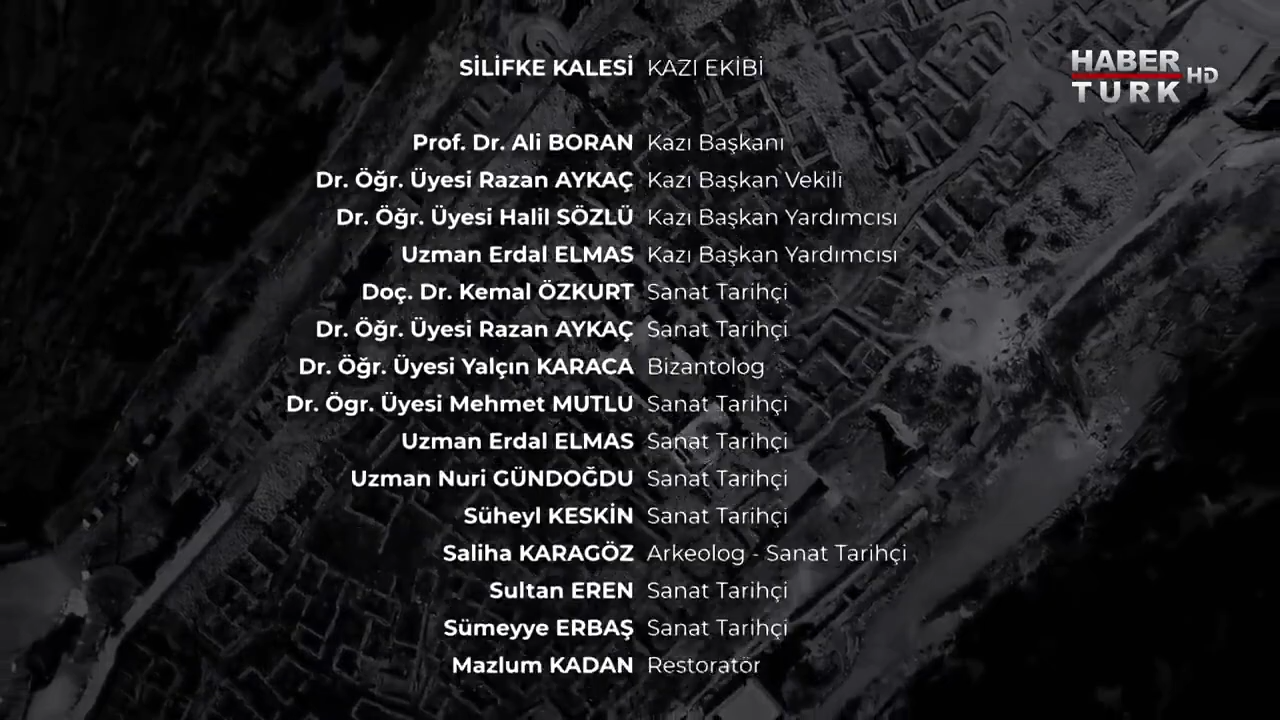 SİLİFKE KALESİ KAZI EKİBİ
HABER
TURK HD
Prof. Dr. Ali BORAN Kazı Başkanı
Dr. Öğr. Üyesi Razan AYKAÇ Kazı Başkan Vekili
Dr. Öğr. Üyesi Halil SÖZLÜ Kazı Başkan Yardımcısı
Uzman Erdal ELMAS Kazı Başkan Yardımcısı
Doç. Dr. Kemal ÖZKURT Sanat Tarihçi
Dr. Öğr. Üyesi Razan AYKAÇ Sanat Tarihçi
Dr. Öğr. Üyesi Yalçın KARACA Bizantolog
Dr. Ögr. Üyesi Mehmet MUTLU Sanat Tarihçi
Uzman Erdal ELMAS Sanat Tarihçi
Uzman Nuri GÜNDOĞDU Sanat Tarihçi
Süheyl KESKİN Sanat Tarihçi
Saliha KARAGÖZ Arkeolog - Sanat Tarihçi
Sultan EREN Sanat Tarihçi
Sümeyye ERBAŞ Sanat Tarihçi
Mazlum KADAN Restoratör